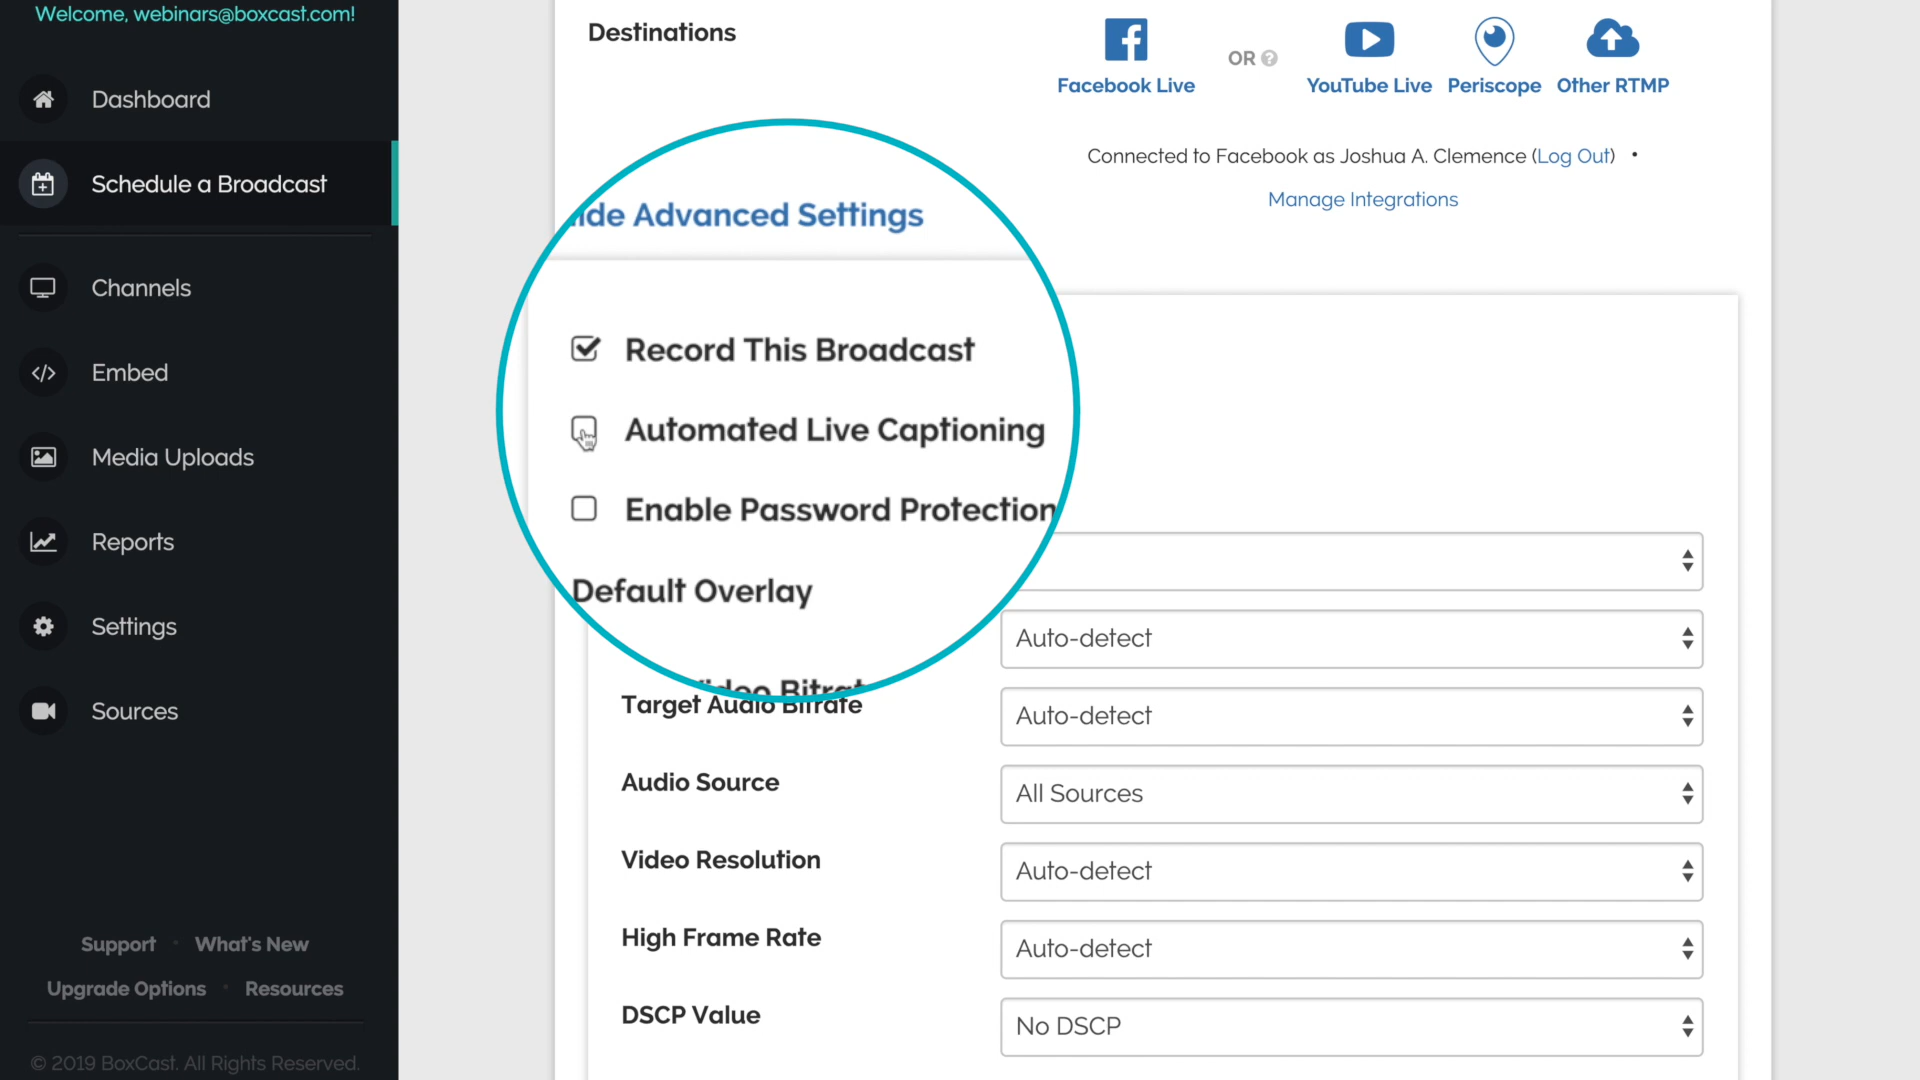 Welcome, webinars@boxcast.com!
Dashboard
Schedule a Broadcast
Channels
Embed
Media Uploads
Reports
Settings
Sources
Support · What's New
Upgrade Options · Resources
© 2019 BoxCast. All Rights Reserved.
Destinations
Facebook Live
OR
YouTube Live
Periscope
Other RTMP
Connected to Facebook as Joshua A. Clemence (Log Out) •
Manage Integrations
ide Advanced Settings
Record This Broadcast
Automated Live Captioning
Enable Password Protection
Default Overlay
Video Bitrat
Auto-detect
Target Audio Bitrate
Auto-detect
Audio Source
All Sources
Video Resolution
Auto-detect
High Frame Rate
Auto-detect
DSCP Value
No DSCP